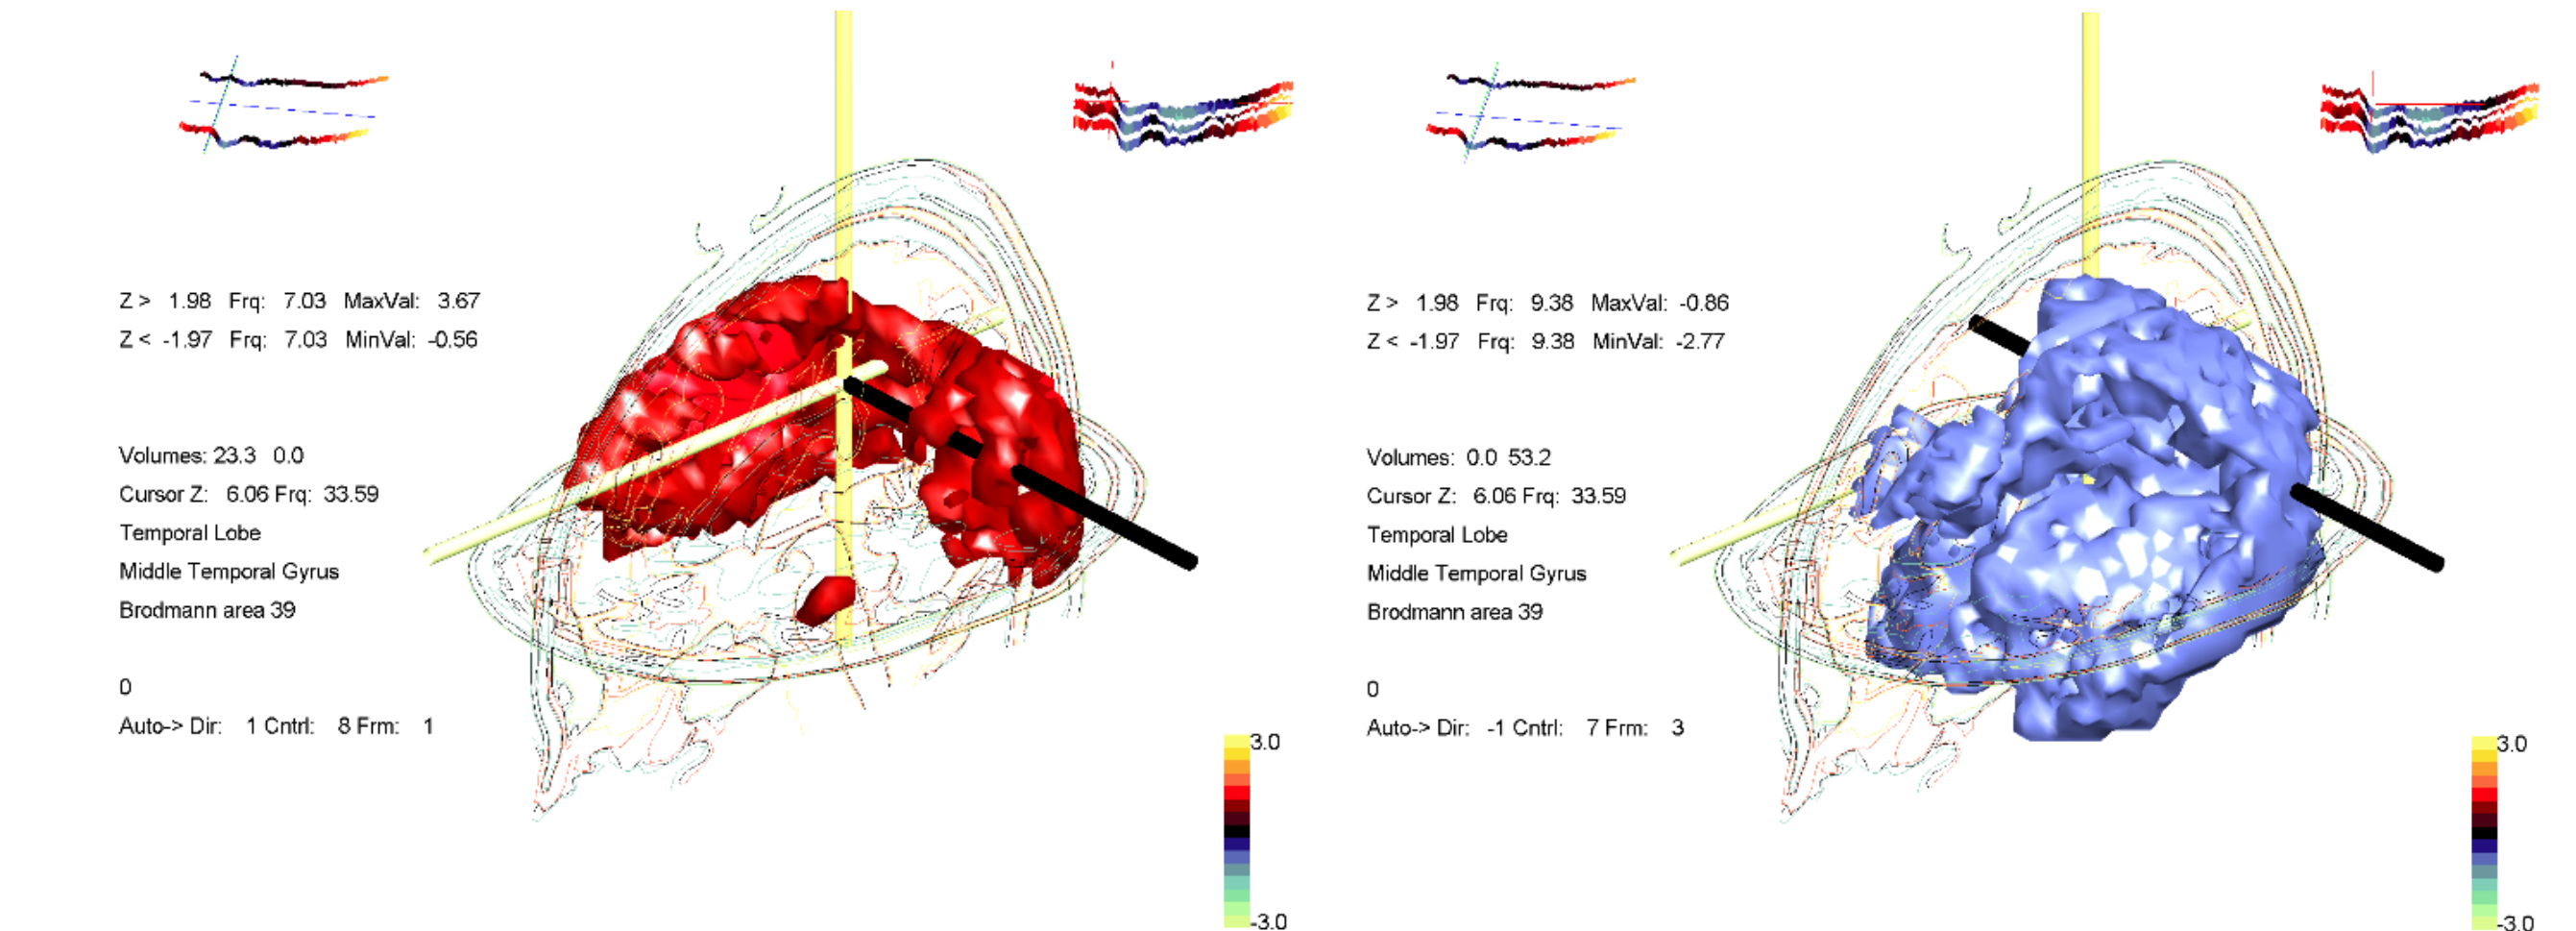 Z > 1.98 Frq: 7.03 MaxVal: 3.67
Z < -1.97 Frq: 7.03 MinVal: -0.56
Volumes: 23.3 0.0
Cursor Z: 6.06 Frq: 33.59
Temporal Lobe
Middle Temporal Gyrus
Brodmann area 39
0
Auto-> Dir: 1 Cntrl: 8 Frm: 1
3.0
-3.0
Z > 1.98 Frq: 9.38 MaxVal: -0.86
Z < -1.97 Frq: 9.38 MinVal: -2.77
Volumes: 0.0 53.2
Cursor Z: 6.06 Frq: 33.59
Temporal Lobe
Middle Temporal Gyrus
Brodmann area 39
0
Auto-> Dir: -1 Cntrl: 7 Frm: 3
3.0
-3.0